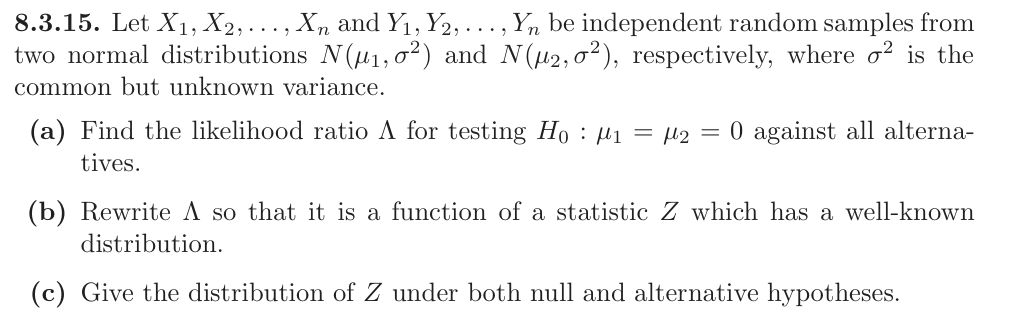 8.3.15. Let X₁, X₂, . . . , Xₙ and Y₁, Y₂, . . . , Yₙ be independent random samples from
two normal distributions N(μ₁, σ²) and N(μ₂, σ²), respectively, where σ² is the
common but unknown variance.
(a) Find the likelihood ratio Λ for testing H₀ : μ₁ = μ₂ = 0 against all alterna-
tives.
(b) Rewrite Λ so that it is a function of a statistic Z which has a well-known
distribution.
(c) Give the distribution of Z under both null and alternative hypotheses.